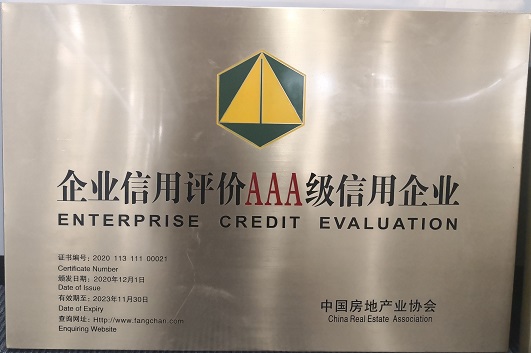 企业信用评价AAA级信用企业
ENTERPRISE CREDIT EVALUATION
证书编号：2020 113 111 00021
Certificate Number
颁发日期：2020年12月1日
Date of Issue
有效期至：2023年11月30日
Date of Expiry
查询网址：Http://www.fangchan.com
Enquiring Website
中国房地产业协会
China Real Estate Association